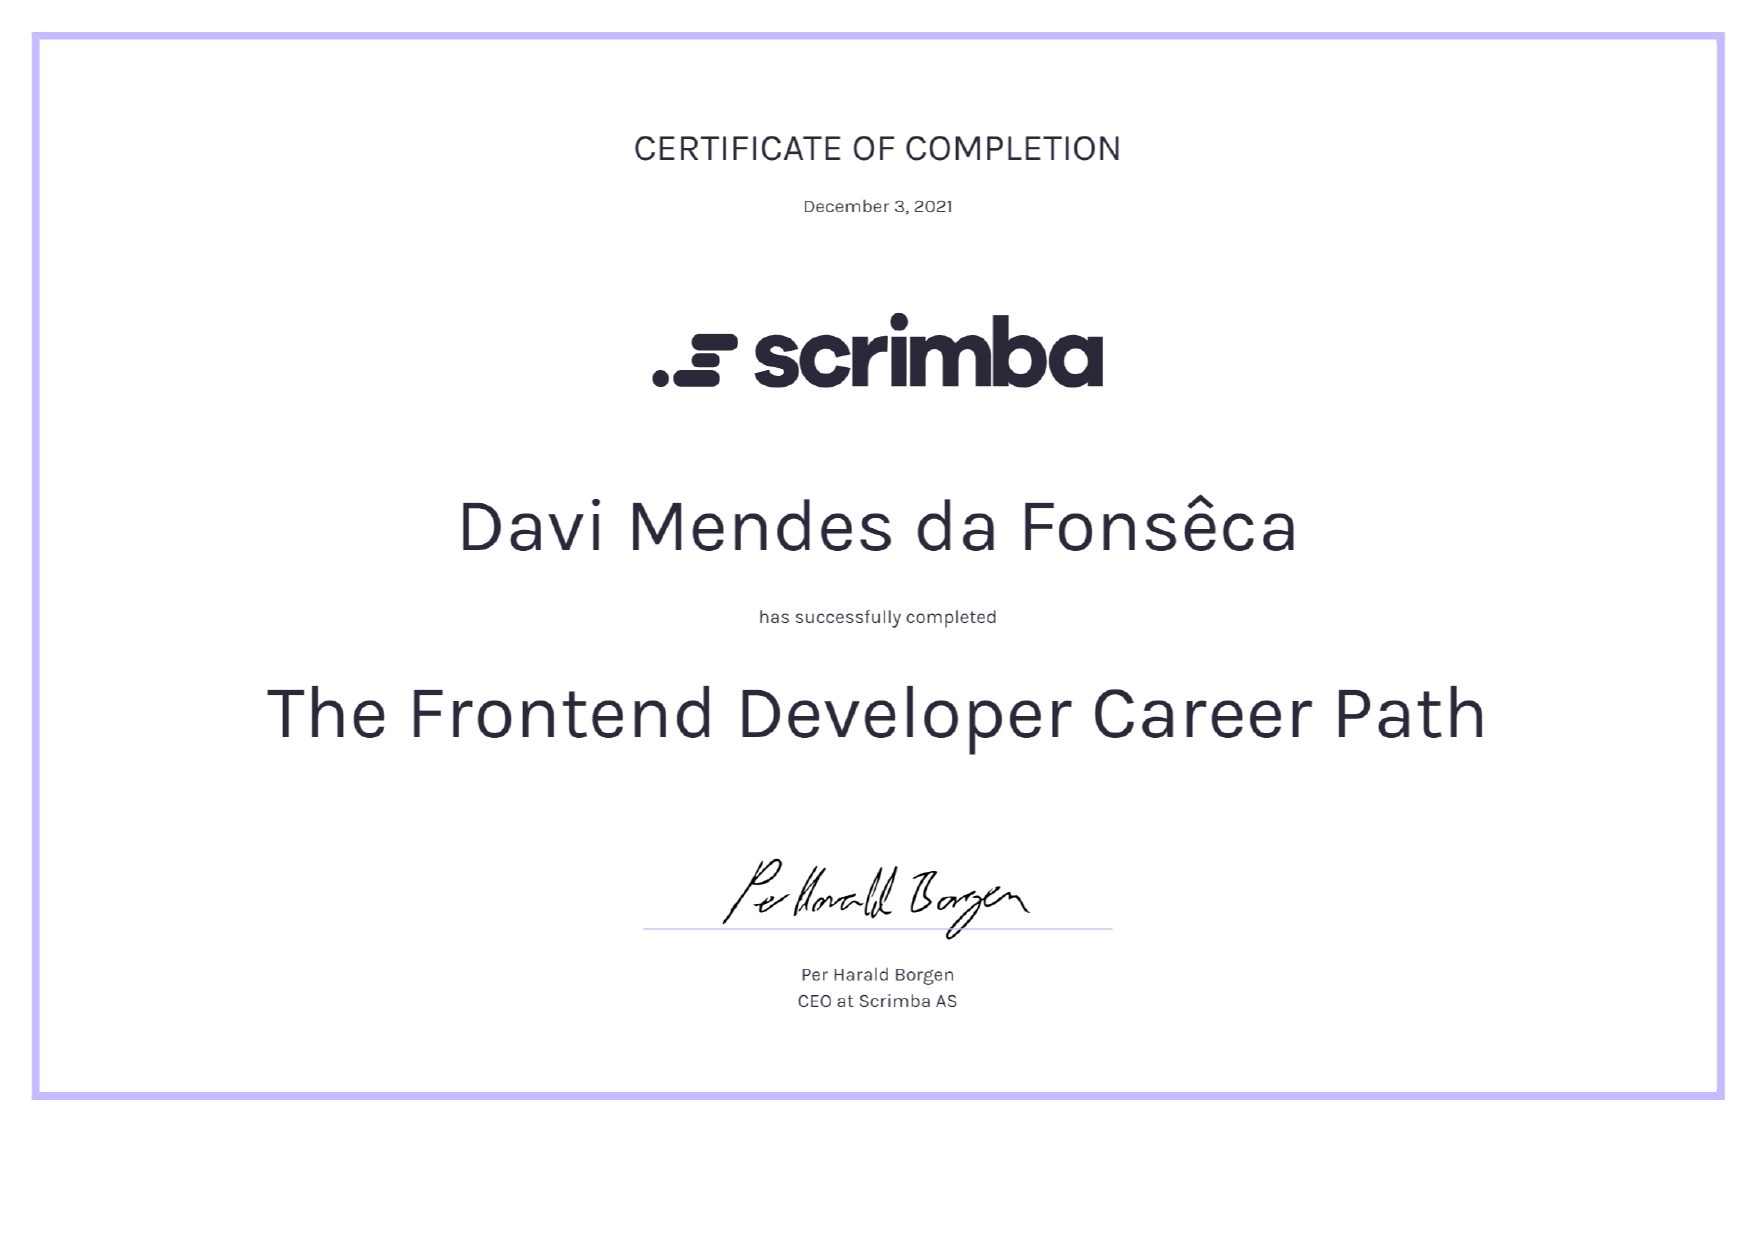 CERTIFICATE OF COMPLETION
December 3, 2021
scrimba
Davi Mendes da Fonsêca
has successfully completed
The Frontend Developer Career Path
Per Harald Borgen
Per Harald Borgen
CEO at Scrimba AS